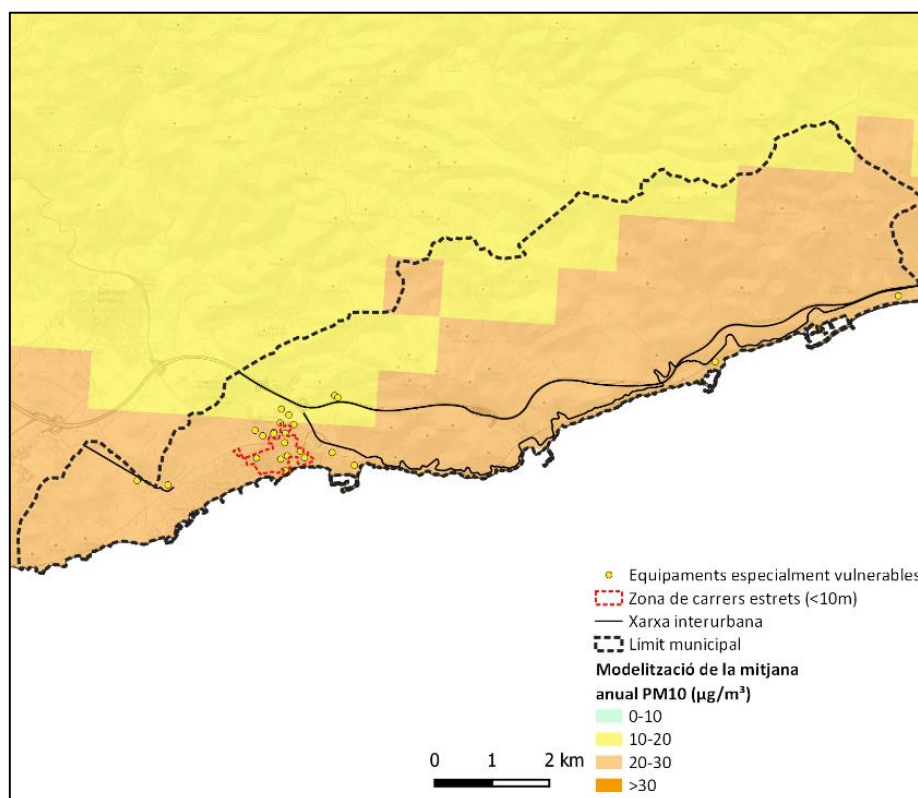 Equipaments especialment vulnerables
Zona de carrers estrets (<10m)
Xarxa interurbana
Límit municipal
Modelització de la mitjana
anual PM10 (µg/m³)
0-10
10-20
20-30
>30
0 1 2 km